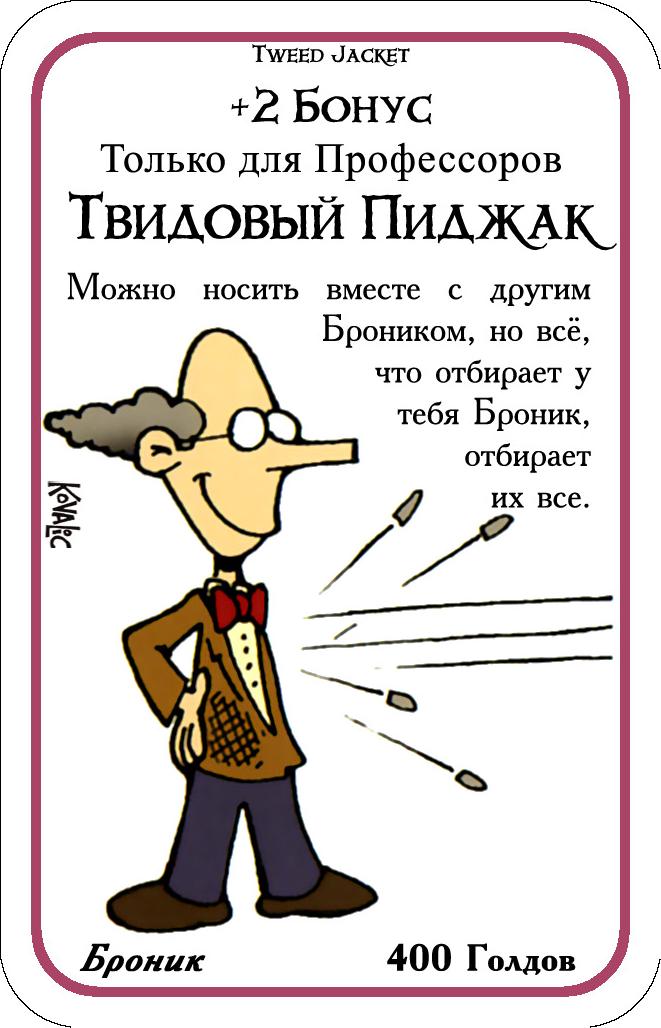 Tweed Jacket
+2 Бонус
Только для Профессоров
Твидовый Пиджак
Можно носить вместе с другим
Броником, но всё,
что отбирает у
тебя Броник,
отбирает
их все.
Kovalic
Броник 400 Голдов